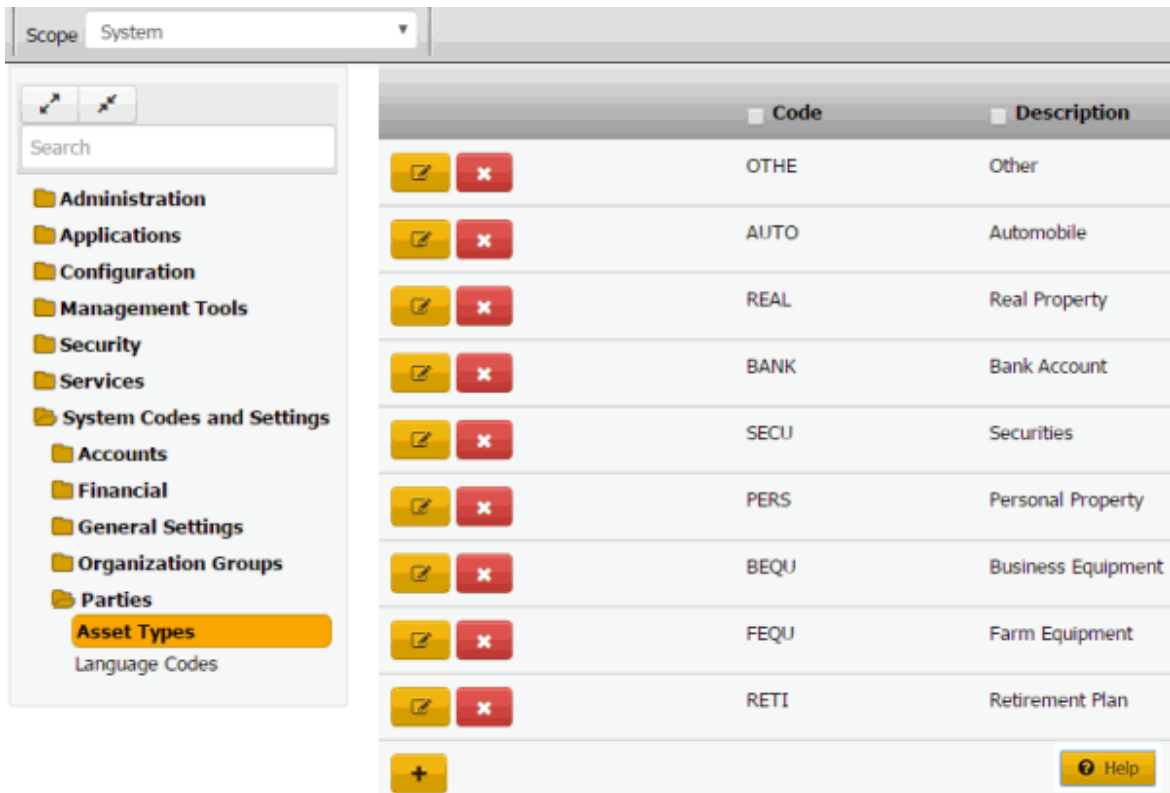 Scope System
Search
Administration
Applications
Configuration
Management Tools
Security
Services
System Codes and Settings
Accounts
Financial
General Settings
Organization Groups
Parties
Asset Types
Language Codes
Code Description
OTHE Other
AUTO Automobile
REAL Real Property
BANK Bank Account
SECU Securities
PERS Personal Property
BEQU Business Equipment
FEQU Farm Equipment
RETI Retirement Plan
Help